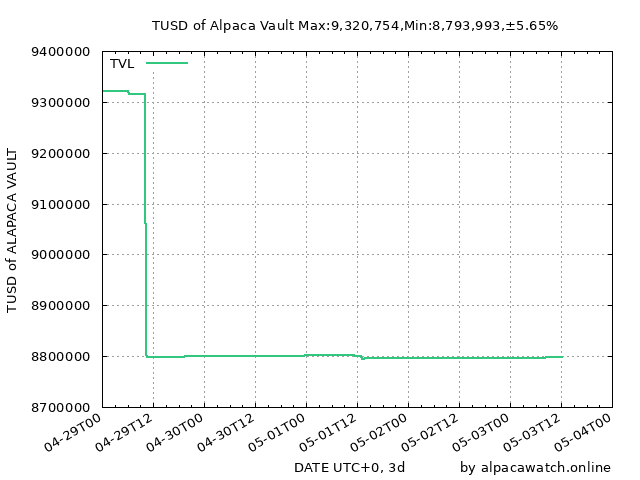 TUSD of Alpaca Vault Max:9,320,754,Min:8,793,993,±5.65%
TVL
9400000
9300000
9200000
9100000
9000000
8900000
8800000
8700000
TUSD of ALAPACA VAULT
04-29T00
04-29T12
04-30T00
04-30T12
05-01T00
05-01T12
05-02T00
05-02T12
05-03T00
05-03T12
05-04T00
DATE UTC+0, 3d
by alpacawatch.online